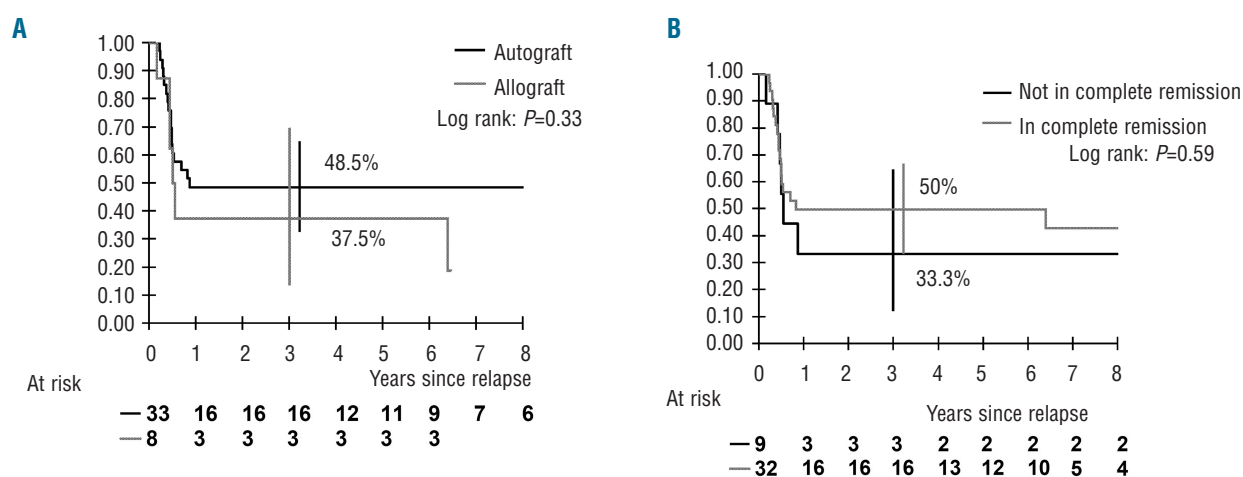 A
1.00
0.90
0.80
0.70
0.60
0.50
0.40
0.30
0.20
0.10
0.00
Autograft
Allograft
Log rank: P=0.33
48.5%
37.5%
0 1 2 3 4 5 6 7 8
At risk
Years since relapse
33 16 16 16 12 11 9 7 6
8 3 3 3 3 3 3
B
1.00
0.90
0.80
0.70
0.60
0.50
0.40
0.30
0.20
0.10
0.00
Not in complete remission
In complete remission
Log rank: P=0.59
50%
33.3%
0 1 2 3 4 5 6 7 8
At risk
Years since relapse
9 3 3 3 2 2 2 2 2
32 16 16 16 13 12 10 5 4